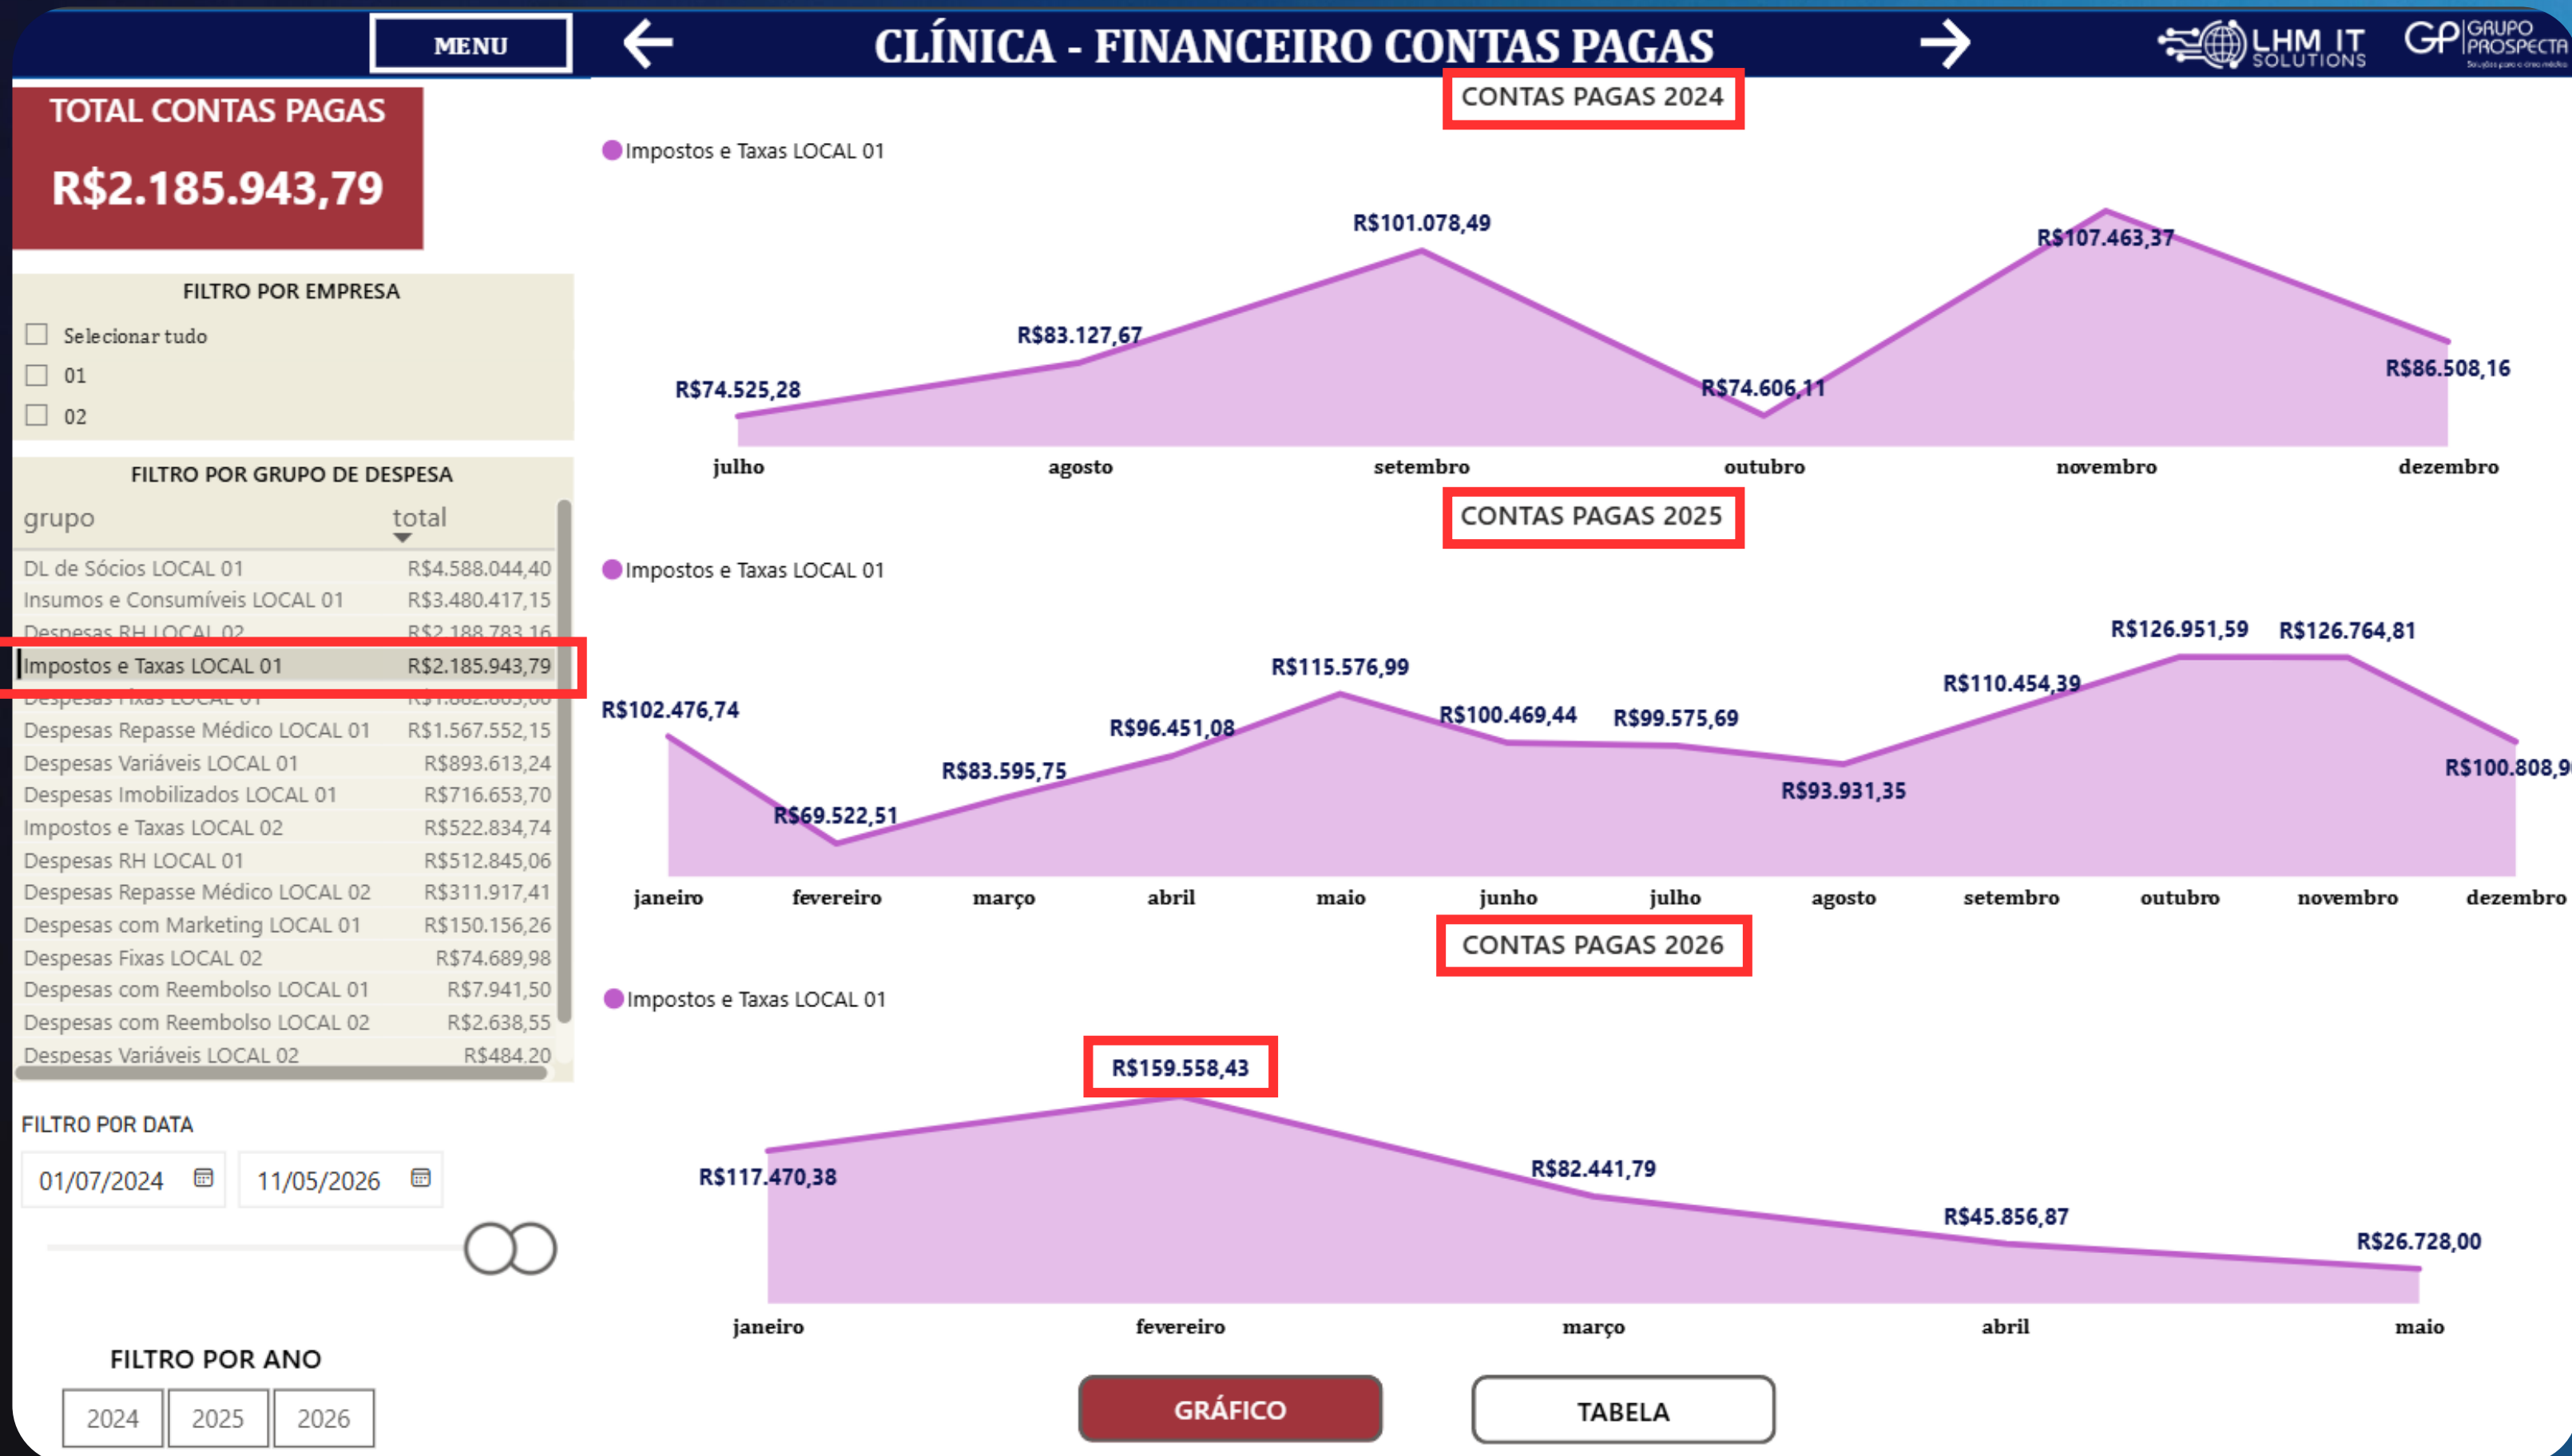 MENU
CLÍNICA - FINANCEIRO CONTAS PAGAS
LHM IT
SOLUTIONS
GP GRUPO
PROSPECTA
TOTAL CONTAS PAGAS
R$2.185.943,79
FILTRO POR EMPRESA
Selecionar tudo
01
02
FILTRO POR GRUPO DE DESPESA
grupo total
DL de Sócios LOCAL 01 R$4.588.044,40
Insumos e Consumíveis LOCAL 01 R$3.480.417,15
Despesas RH LOCAL 02 R$2.188.783,16
Impostos e Taxas LOCAL 01 R$2.185.943,79
Despesas Fixas LOCAL 01
Despesas Repasse Médico LOCAL 01 R$1.567.552,15
Despesas Variáveis LOCAL 01 R$893.613,24
Despesas Imobilizados LOCAL 01 R$716.653,70
Impostos e Taxas LOCAL 02 R$522.834,74
Despesas RH LOCAL 01 R$512.845,06
Despesas Repasse Médico LOCAL 02 R$311.917,41
Despesas com Marketing LOCAL 01 R$150.156,26
Despesas Fixas LOCAL 02 R$74.689,98
Despesas com Reembolso LOCAL 01 R$7.941,50
Despesas com Reembolso LOCAL 02 R$2.638,55
Despesas Variáveis LOCAL 02 R$484,20
FILTRO POR DATA
01/07/2024 11/05/2026
FILTRO POR ANO
2024 2025 2026
CONTAS PAGAS 2024
Impostos e Taxas LOCAL 01
R$74.525,28 R$83.127,67 R$101.078,49 R$74.606,11 R$107.463,37 R$86.508,16
julho agosto setembro outubro novembro dezembro
CONTAS PAGAS 2025
Impostos e Taxas LOCAL 01
R$102.476,74 R$69.522,51 R$83.595,75 R$96.451,08 R$115.576,99 R$100.469,44 R$99.575,69 R$93.931,35 R$110.454,39 R$126.951,59 R$126.764,81 R$100.808,9
janeiro fevereiro março abril maio junho julho agosto setembro outubro novembro dezembro
CONTAS PAGAS 2026
Impostos e Taxas LOCAL 01
R$117.470,38 R$159.558,43 R$82.441,79 R$45.856,87 R$26.728,00
janeiro fevereiro março abril maio
GRÁFICO TABELA